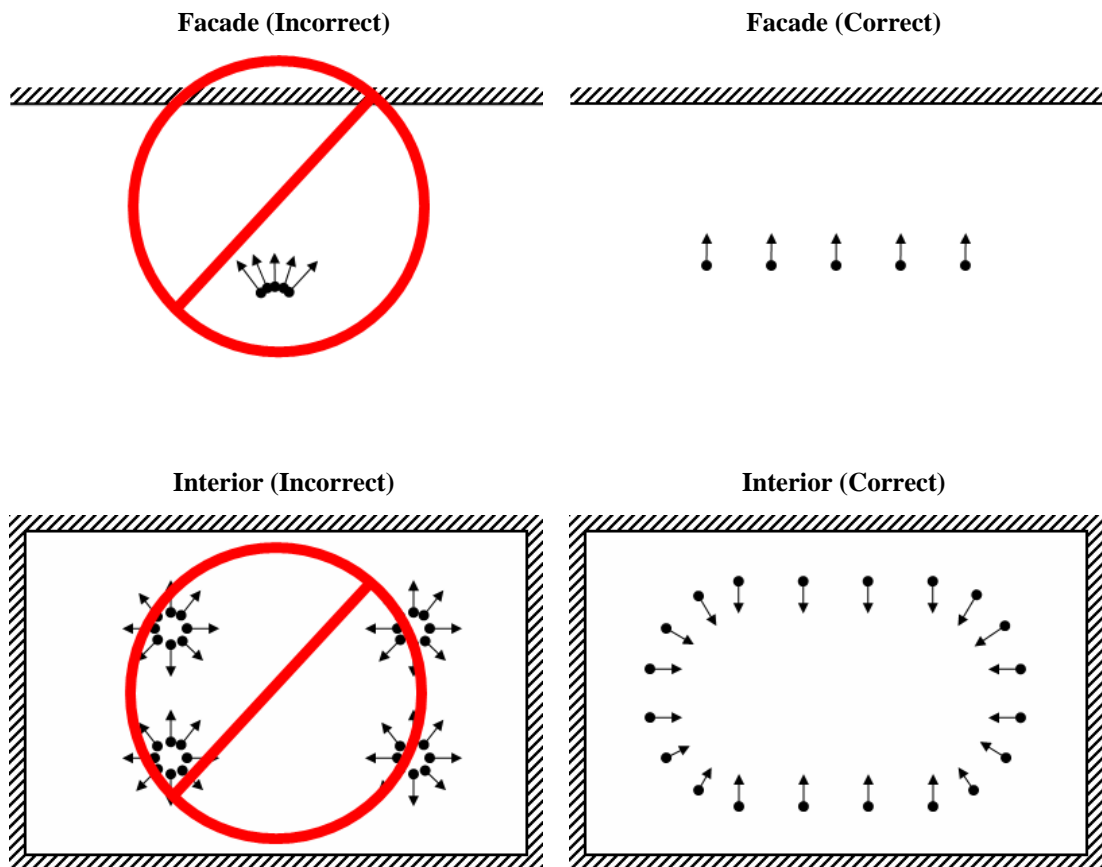 Facade (Incorrect)
Facade (Correct)
Interior (Incorrect)
Interior (Correct)